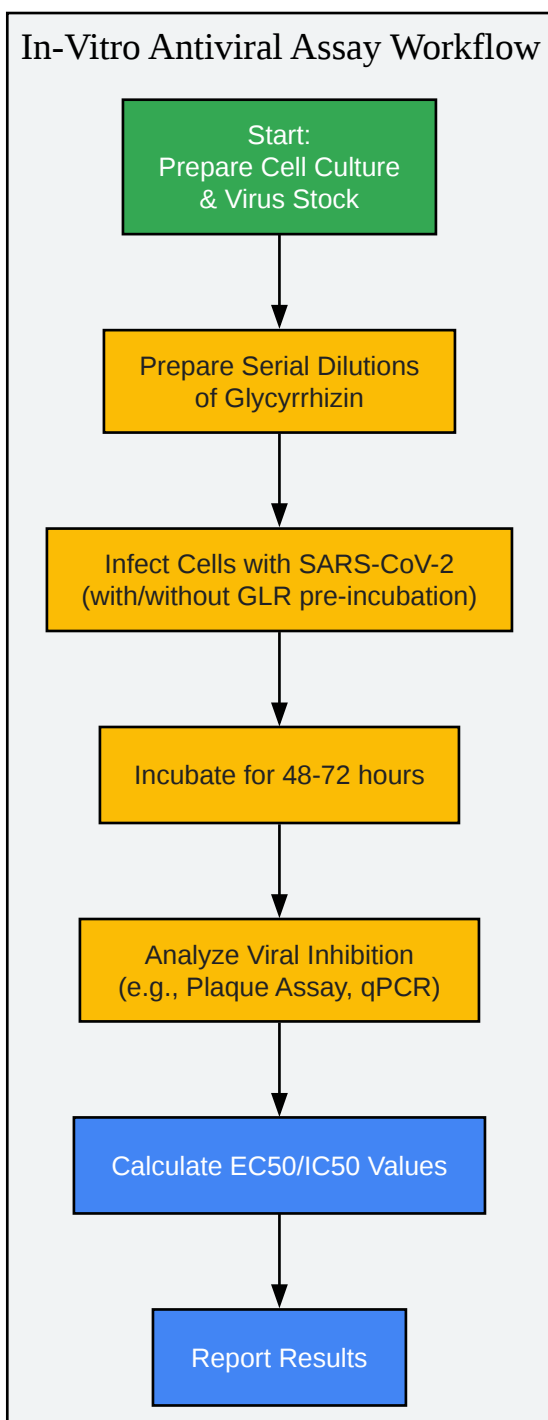 In-Vitro Antiviral Assay Workflow
Start:
Prepare Cell Culture
& Virus Stock
Prepare Serial Dilutions
of Glycyrrhizin
Infect Cells with SARS-CoV-2
(with/without GLR pre-incubation)
Incubate for 48-72 hours
Analyze Viral Inhibition
(e.g., Plaque Assay, qPCR)
Calculate EC50/IC50 Values
Report Results